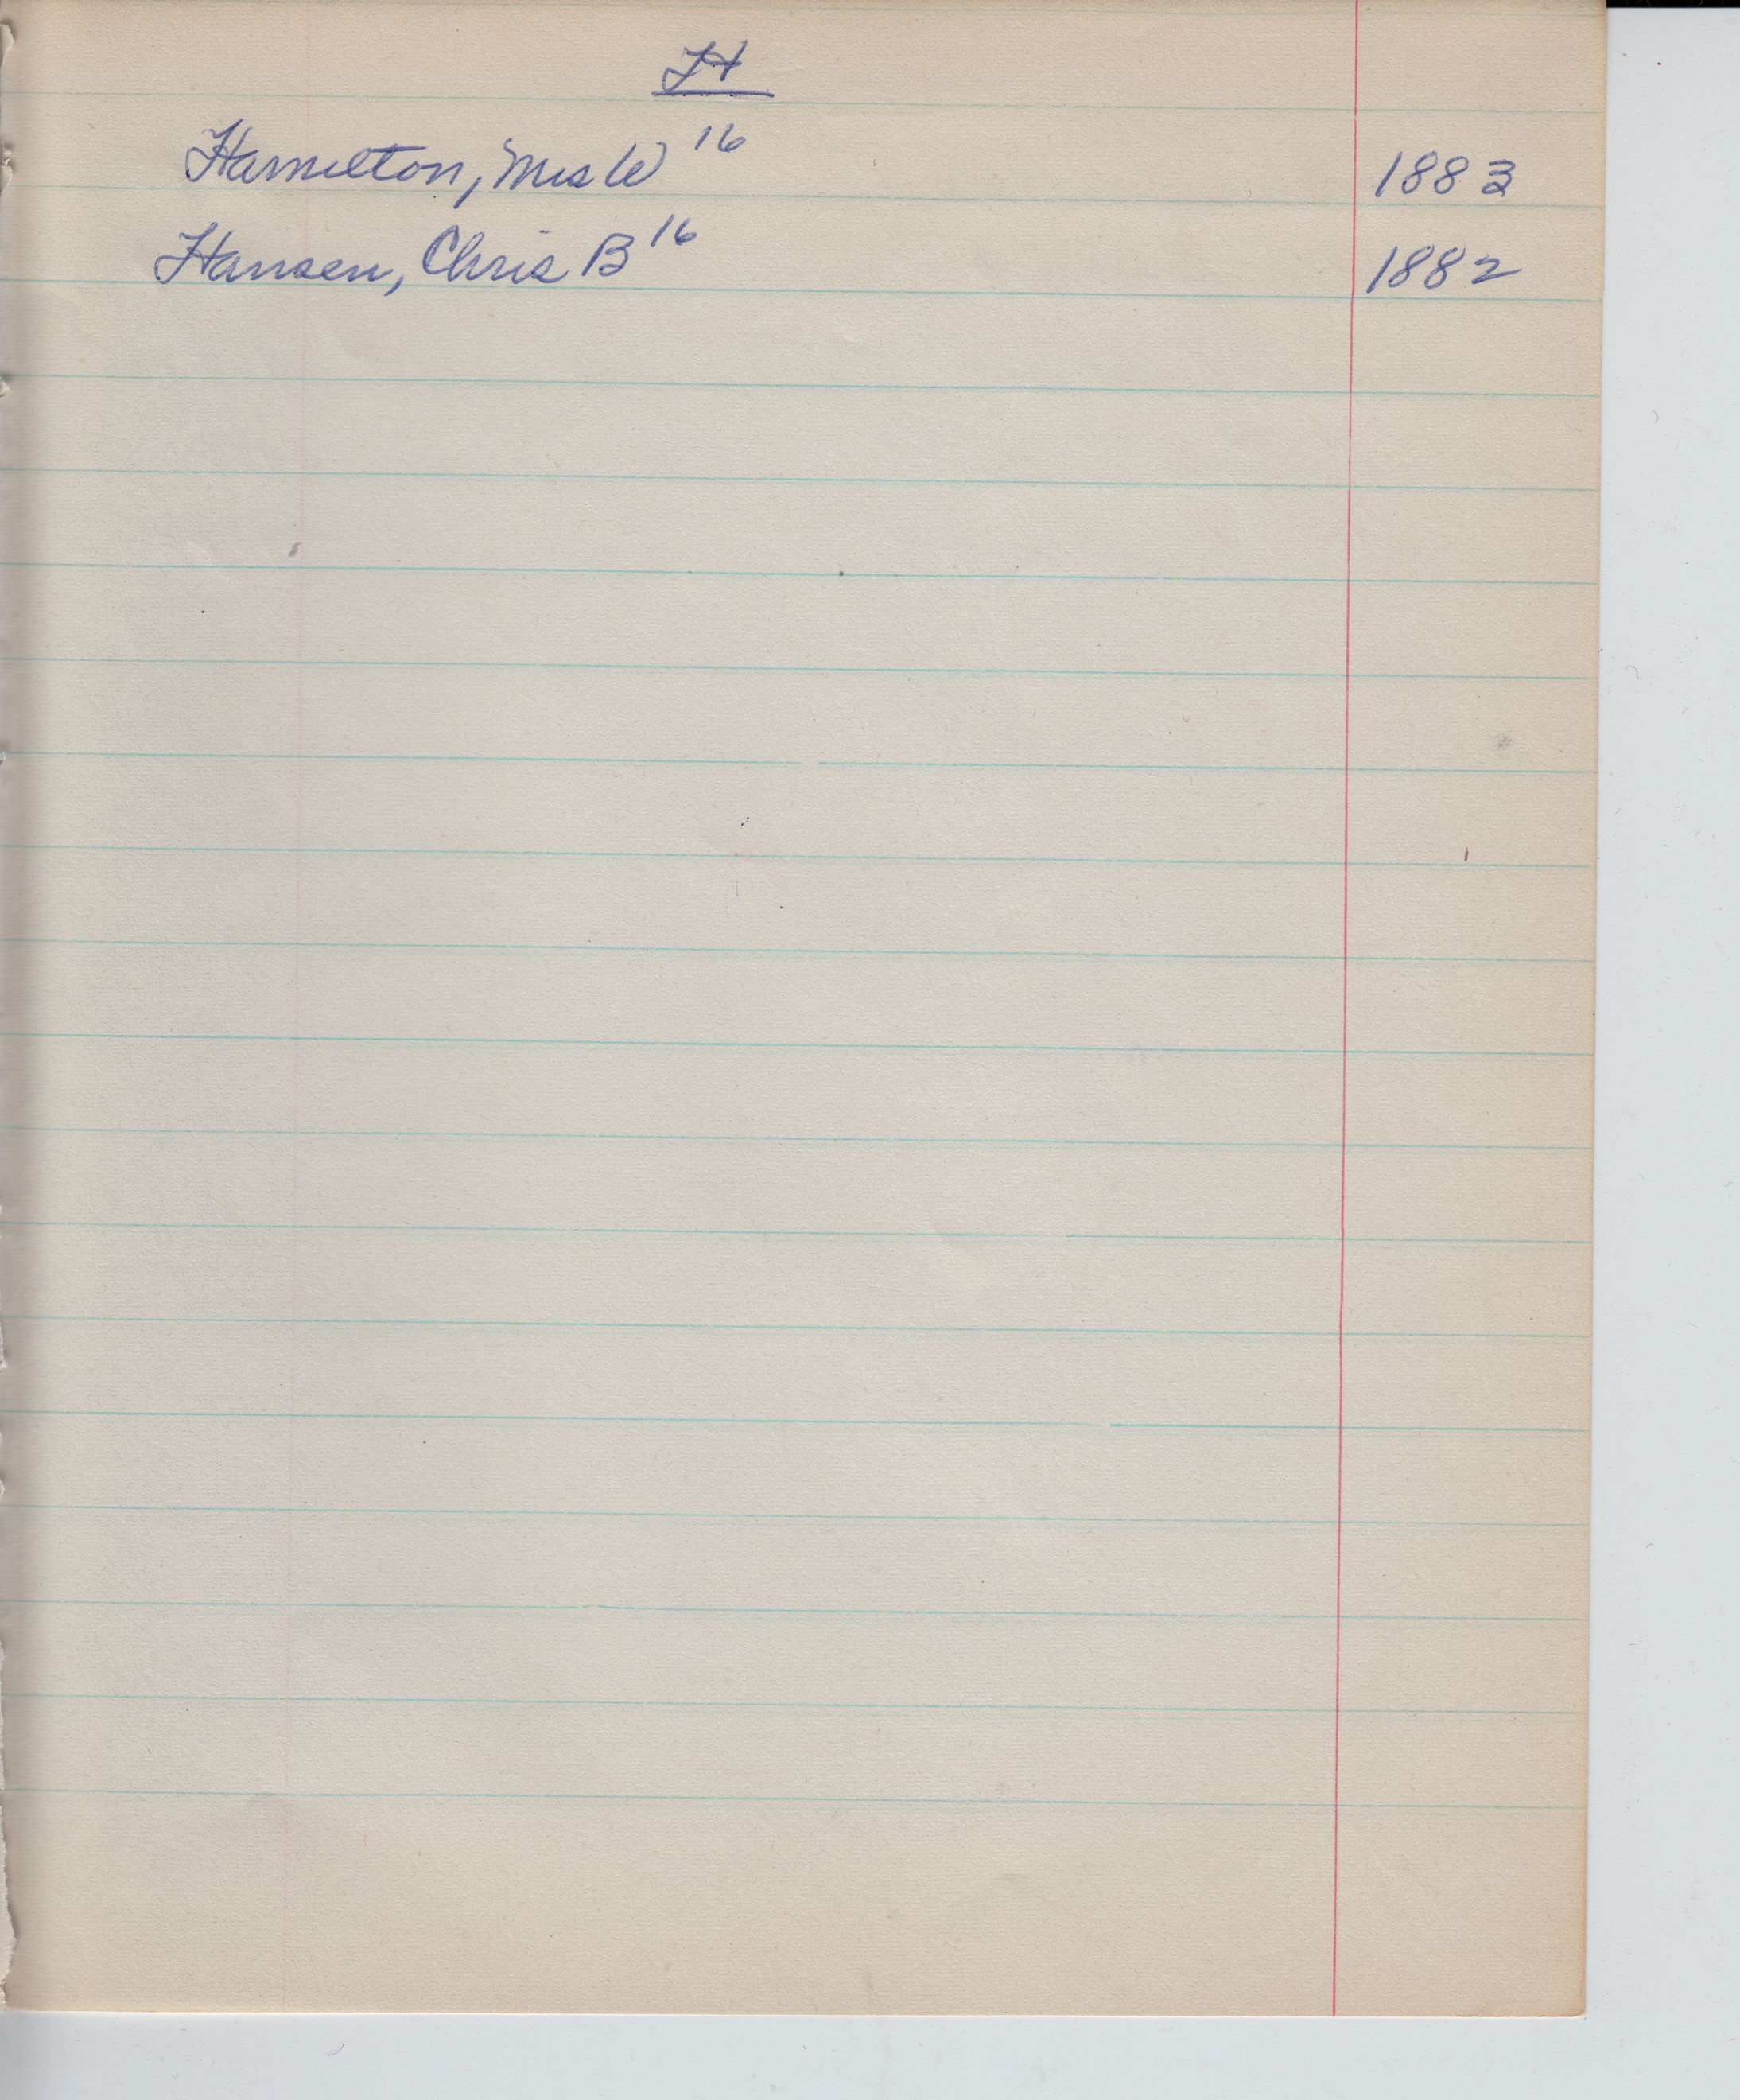 H
Hamilton, Mrs W 16 1883
Hansen, Chris B 16 1882